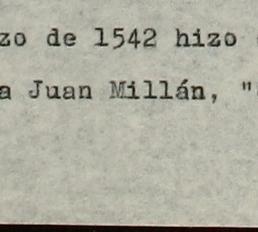 zo de 1542 hizo
a Juan Millán, "